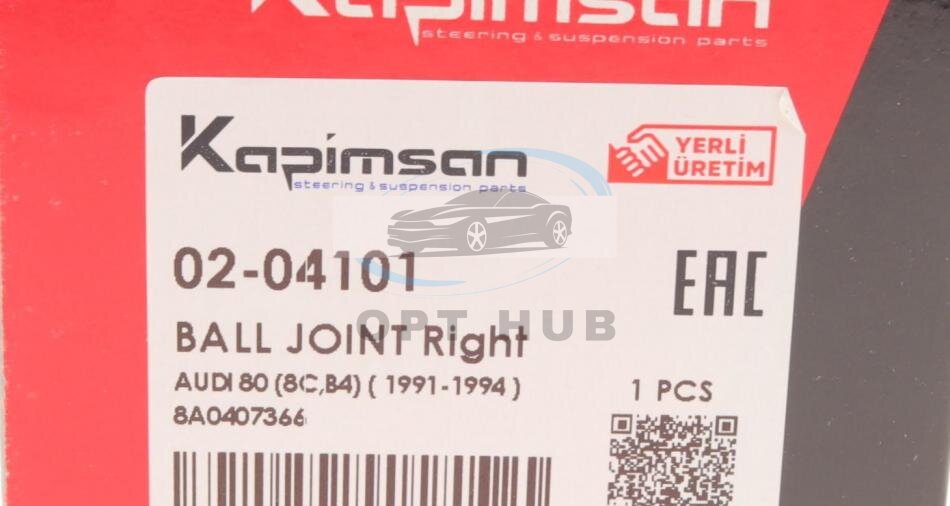 Kapimsan
steering & suspension parts
Kapimsan
steering & suspension parts
YERLİ
ÜRETİM
02-04101
EAC
OPT HUB
BALL JOINT Right
AUDI 80 (8C,B4) ( 1991-1994 )
1 PCS
8A0407366